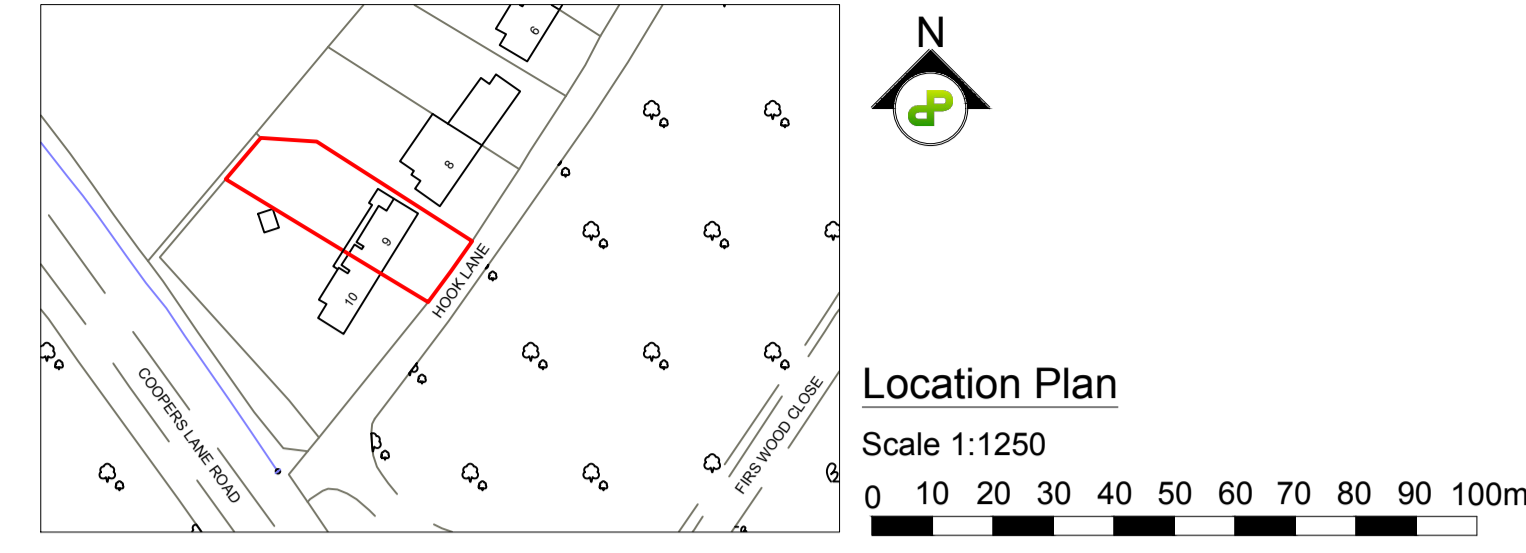 6
8
9
10
HOOK LANE
COOPERS LANE ROAD
FIRS WOOD CLOSE
N
dP
Location Plan
Scale 1:1250
0 10 20 30 40 50 60 70 80 90 100m